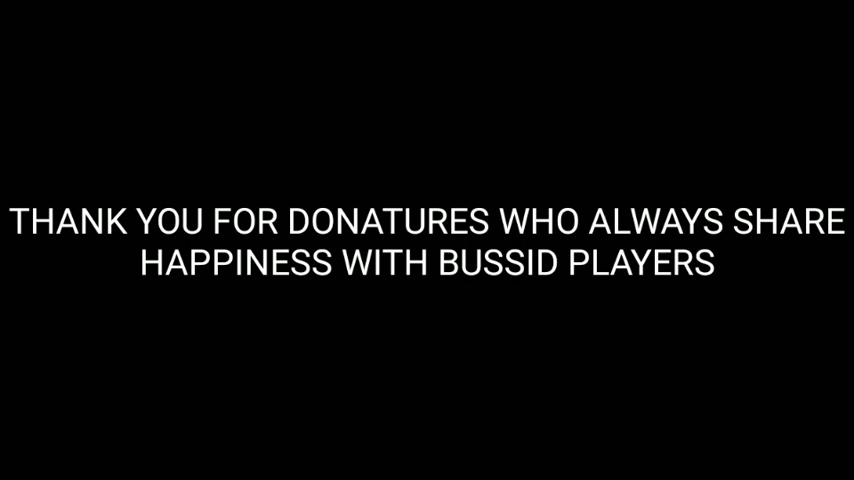 THANK YOU FOR DONATURES WHO ALWAYS SHARE
HAPPINESS WITH BUSSID PLAYERS